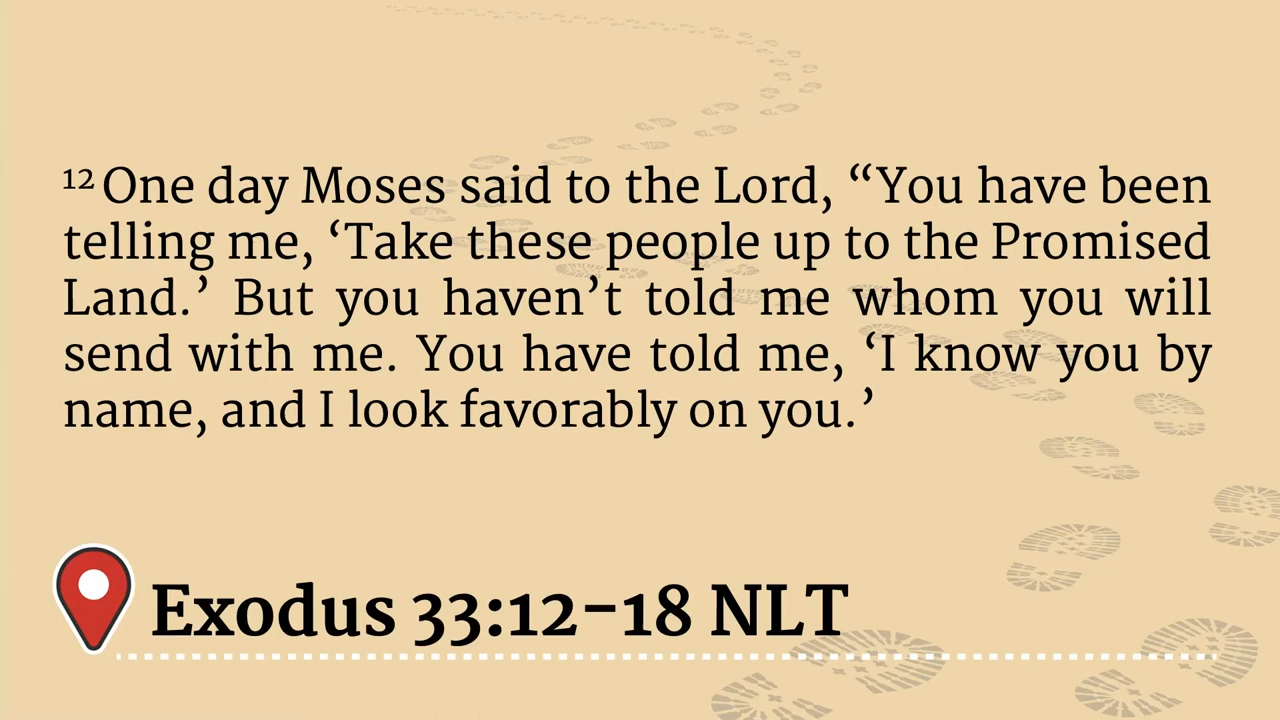 ¹²One day Moses said to the Lord, “You have been
telling me, ‘Take these people up to the Promised
Land.’ But you haven’t told me whom you will
send with me. You have told me, ‘I know you by
name, and I look favorably on you.’
Exodus 33:12–18 NLT